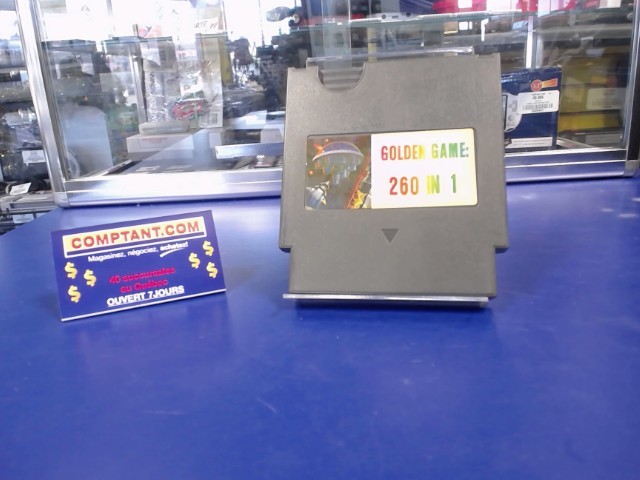 GOLDEN GAME:
260 IN 1
COMPTANT.COM
Magasinez, négociez, achetez!
$ $ $ $ $ $
40 succursales
au Québec
OUVERT 7JOURS